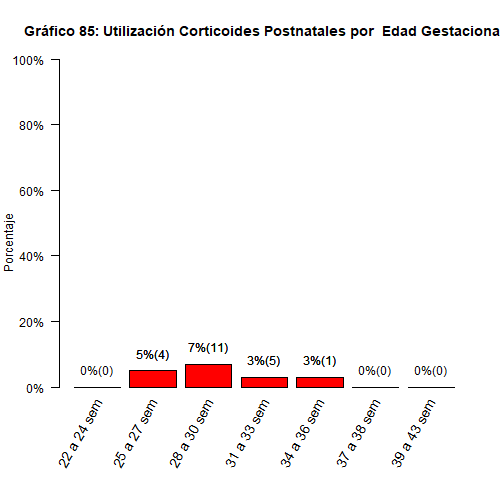 Gráfico 85: Utilización Corticoides Postnatales por  Edad Gestaciona
100%
80%
60%
40%
20%
0%
Porcentaje
0%(0)
5%(4)
7%(11)
3%(5)
3%(1)
0%(0)
0%(0)
22 a 24 sem
25 a 27 sem
28 a 30 sem
31 a 33 sem
34 a 36 sem
37 a 38 sem
39 a 43 sem